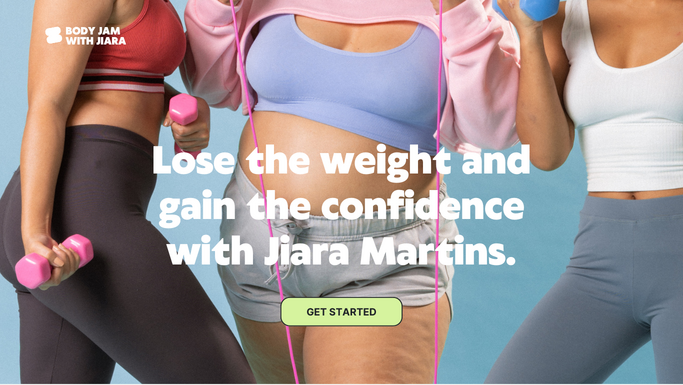 BODY JAM
WITH JIARA
Lose the weight and
gain the confidence
with Jiara Martins.
GET STARTED